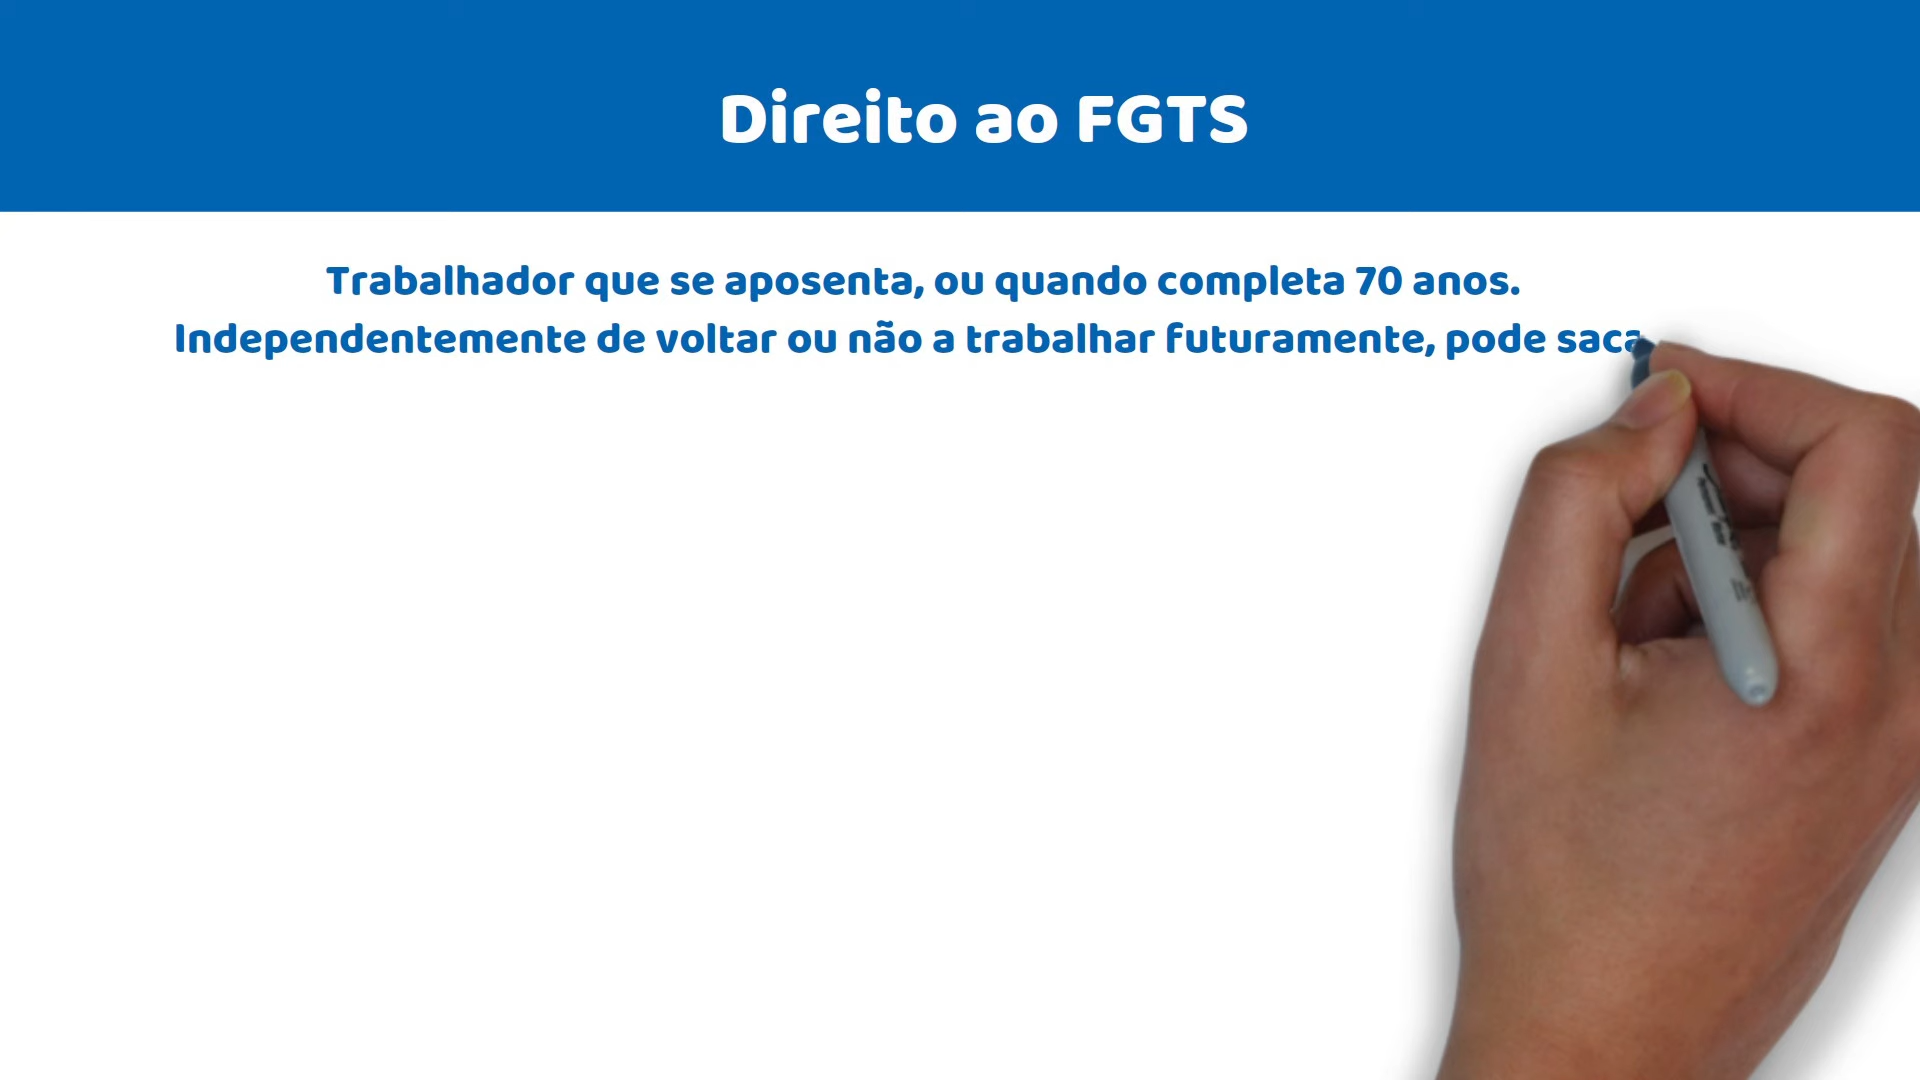 Direito ao FGTS
Trabalhador que se aposenta, ou quando completa 70 anos.
Independentemente de voltar ou não a trabalhar futuramente, pode saca